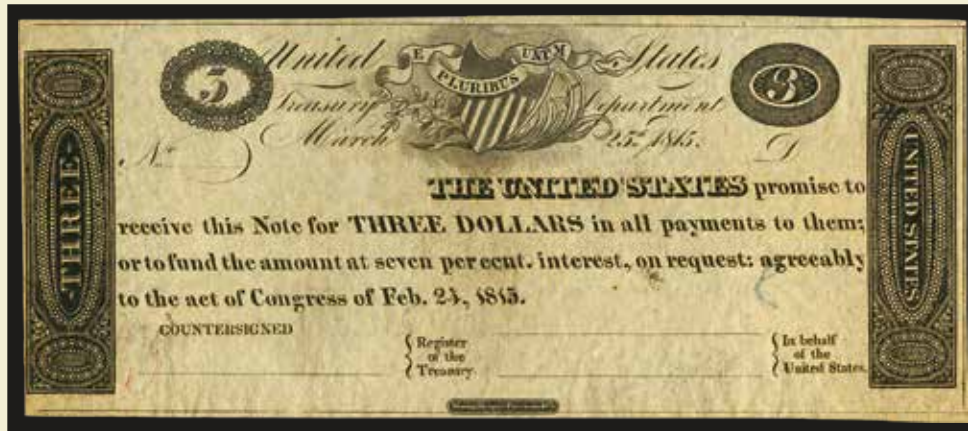 3 United E PLURIBUS UNUM States 3
Treasury Department
March 23d. 1815.
No. D
THE UNITED STATES promise to
receive this Note for THREE DOLLARS in all payments to them;
or to fund the amount at seven per cent. interest, on request: agreeably
to the act of Congress of Feb. 24, 1815.
COUNTERSIGNED
Register
of the
Treasury.
In behalf
of the
United States.
THREE
UNITED STATES